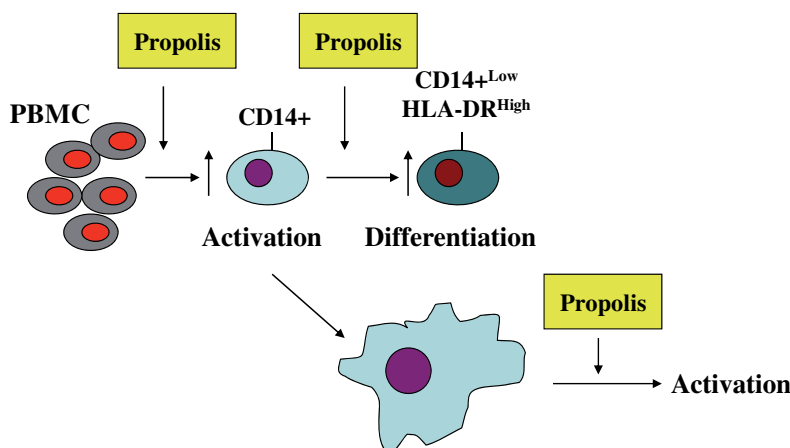 Propolis
Propolis
PBMC
CD14+
CD14+Low
HLA-DRHigh
Activation
Differentiation
Propolis
Activation